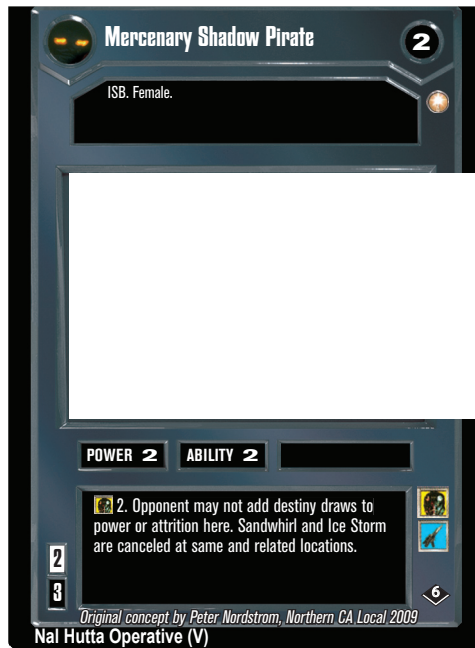 Mercenary Shadow Pirate
2
ISB. Female.
POWER 2
ABILITY 2
2. Opponent may not add destiny draws to
power or attrition here. Sandwhirl and Ice Storm
are canceled at same and related locations.
2
3
6
Original concept by Peter Nordstrom, Northern CA Local 2009
Nal Hutta Operative (V)